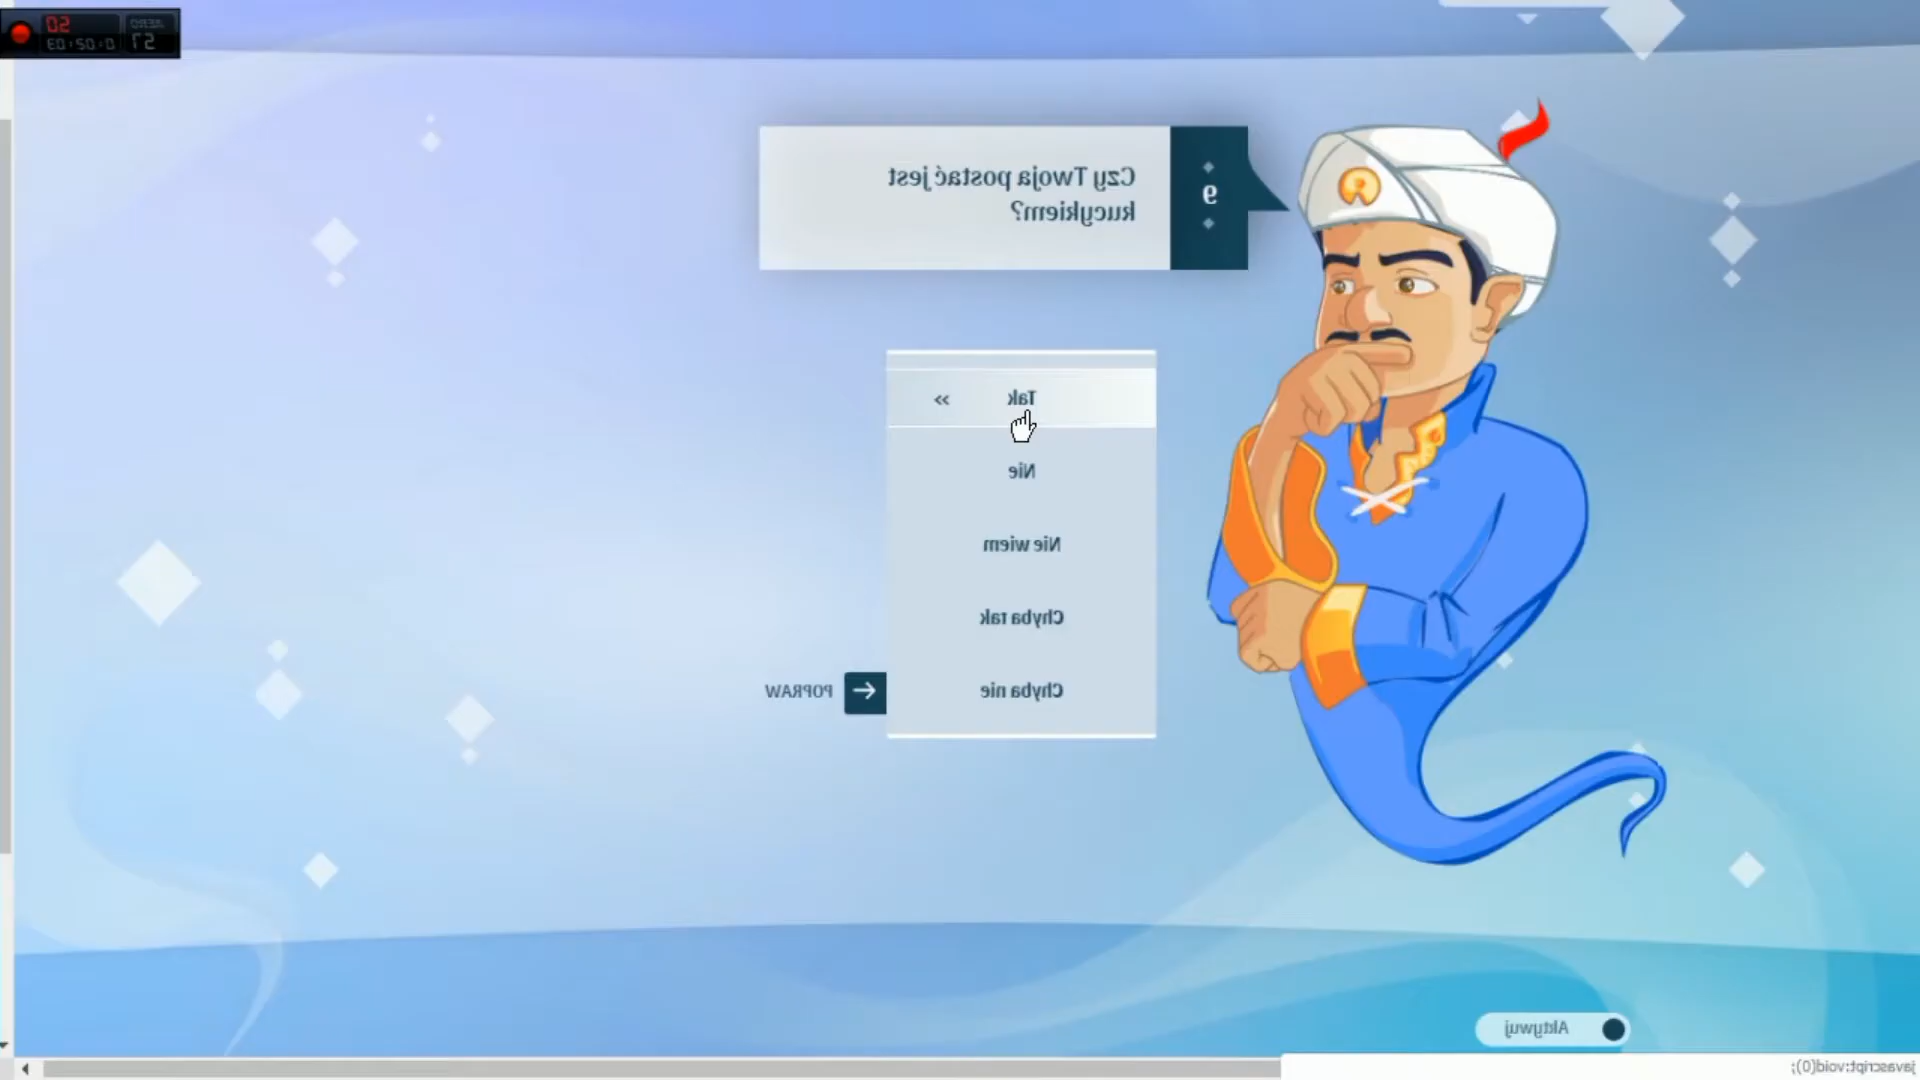 Czy Twoja postać jest
kucykiem?
9
Tak
Nie
Nie wiem
Chyba tak
Chyba nie
POPRAW
Aktywuj
javascript:void(0);